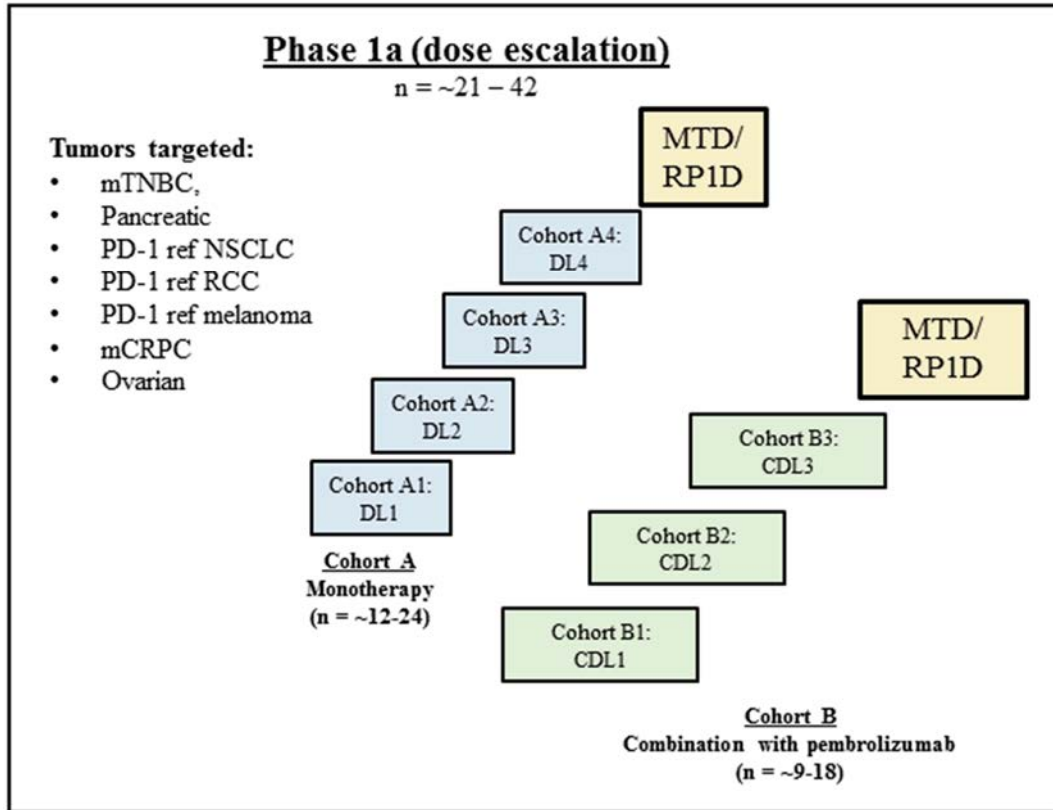 Phase 1a (dose escalation)
n = ~21 – 42
Tumors targeted:
• mTNBC,
• Pancreatic
• PD-1 ref NSCLC
• PD-1 ref RCC
• PD-1 ref melanoma
• mCRPC
• Ovarian
MTD/
RP1D
Cohort A4:
DL4
Cohort A3:
DL3
Cohort A2:
DL2
Cohort A1:
DL1
Cohort A
Monotherapy
(n = ~12-24)
MTD/
RP1D
Cohort B3:
CDL3
Cohort B2:
CDL2
Cohort B1:
CDL1
Cohort B
Combination with pembrolizumab
(n = ~9-18)